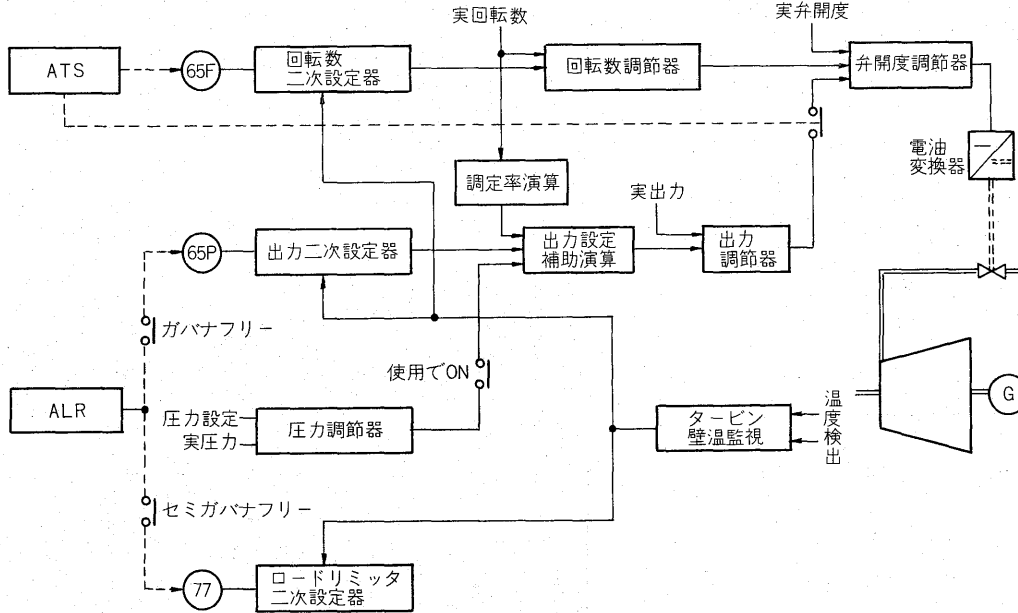 実回転数
実弁開度
ATS
65F
回転数
二次設定器
回転数調節器
弁開度調節器
電油
変換器
調定率演算
実出力
65P
出力二次設定器
出力設定
補助演算
出力
調節器
ガバナフリー
使用でON
ALR
圧力設定
実圧力
圧力調節器
タービン
壁温監視
温度検出
G
セミガバナフリー
77
ロードリミッタ
二次設定器